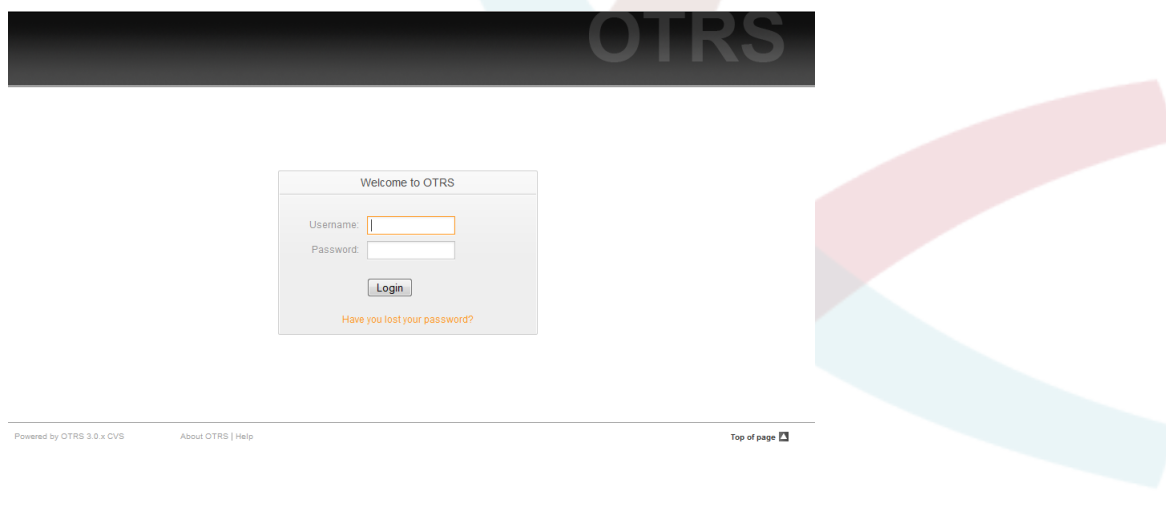 OTRS
Welcome to OTRS
Username:
Password:
Login
Have you lost your password?
Powered by OTRS 3.0.x CVS About OTRS | Help Top of page